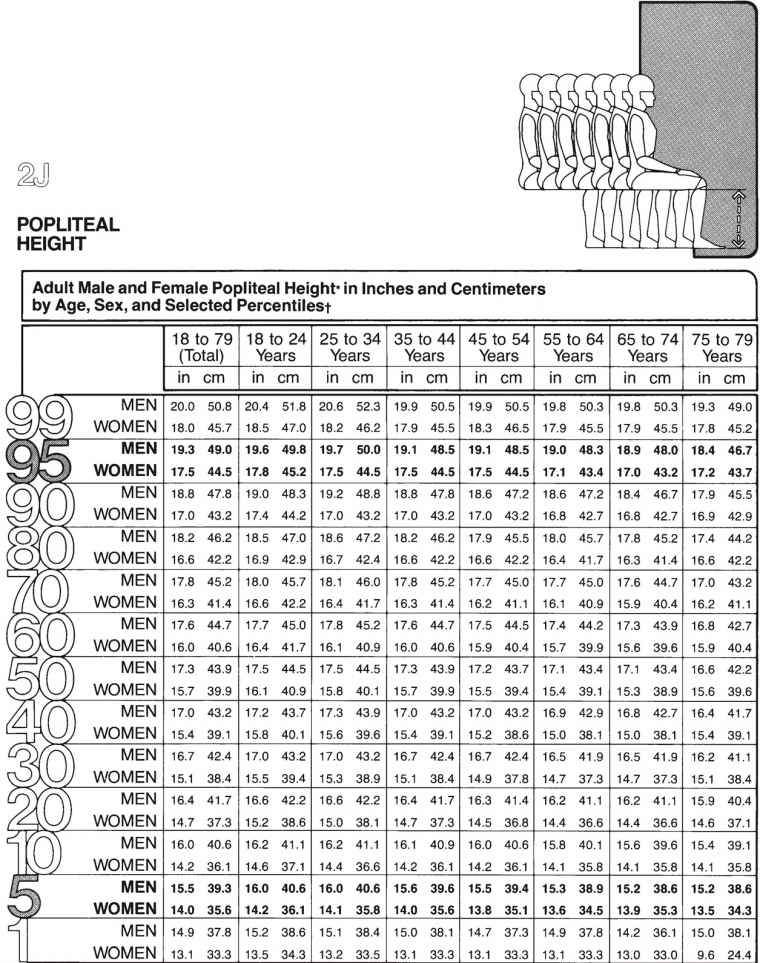 2J
POPLITEAL
HEIGHT
Adult Male and Female Popliteal Height* in Inches and Centimeters
by Age, Sex, and Selected Percentiles†
18 to 79 18 to 24 25 to 34 35 to 44 45 to 54 55 to 64 65 to 74 75 to 79
(Total) Years Years Years Years Years Years Years
in cm in cm in cm in cm in cm in cm in cm in cm
99 MEN 20.0 50.8 20.4 51.8 20.6 52.3 19.9 50.5 19.9 50.5 19.8 50.3 19.8 50.3 19.3 49.0
WOMEN 18.0 45.7 18.5 47.0 18.2 46.2 17.9 45.5 18.3 46.5 17.9 45.5 17.9 45.5 17.8 45.2
95 MEN 19.3 49.0 19.6 49.8 19.7 50.0 19.1 48.5 19.1 48.5 19.0 48.3 18.9 48.0 18.4 46.7
WOMEN 17.5 44.5 17.8 45.2 17.5 44.5 17.5 44.5 17.5 44.5 17.1 43.4 17.0 43.2 17.2 43.7
90 MEN 18.8 47.8 19.0 48.3 19.2 48.8 18.8 47.8 18.6 47.2 18.6 47.2 18.4 46.7 17.9 45.5
WOMEN 17.0 43.2 17.4 44.2 17.0 43.2 17.0 43.2 17.0 43.2 16.8 42.7 16.8 42.7 16.9 42.9
80 MEN 18.2 46.2 18.5 47.0 18.6 47.2 18.2 46.2 17.9 45.5 18.0 45.7 17.8 45.2 17.4 44.2
WOMEN 16.6 42.2 16.9 42.9 16.7 42.4 16.6 42.2 16.6 42.2 16.4 41.7 16.3 41.4 16.6 42.2
70 MEN 17.8 45.2 18.0 45.7 18.1 46.0 17.8 45.2 17.7 45.0 17.7 45.0 17.6 44.7 17.0 43.2
WOMEN 16.3 41.4 16.6 42.2 16.4 41.7 16.3 41.4 16.2 41.1 16.1 40.9 15.9 40.4 16.2 41.1
60 MEN 17.6 44.7 17.7 45.0 17.8 45.2 17.6 44.7 17.5 44.5 17.4 44.2 17.3 43.9 16.8 42.7
WOMEN 16.0 40.6 16.4 41.7 16.1 40.9 16.0 40.6 15.9 40.4 15.7 39.9 15.6 39.6 15.9 40.4
50 MEN 17.3 43.9 17.5 44.5 17.5 44.5 17.3 43.9 17.2 43.7 17.1 43.4 17.1 43.4 16.6 42.2
WOMEN 15.7 39.9 16.1 40.9 15.8 40.1 15.7 39.9 15.5 39.4 15.4 39.1 15.3 38.9 15.6 39.6
40 MEN 17.0 43.2 17.2 43.7 17.3 43.9 17.0 43.2 17.0 43.2 16.9 42.9 16.8 42.7 16.4 41.7
WOMEN 15.4 39.1 15.8 40.1 15.6 39.6 15.4 39.1 15.2 38.6 15.0 38.1 15.0 38.1 15.4 39.1
30 MEN 16.7 42.4 17.0 43.2 17.0 43.2 16.7 42.4 16.7 42.4 16.5 41.9 16.5 41.9 16.2 41.1
WOMEN 15.1 38.4 15.5 39.4 15.3 38.9 15.1 38.4 14.9 37.8 14.7 37.3 14.7 37.3 15.1 38.4
20 MEN 16.4 41.7 16.6 42.2 16.6 42.2 16.4 41.7 16.3 41.4 16.2 41.1 16.2 41.1 15.9 40.4
WOMEN 14.7 37.3 15.2 38.6 15.0 38.1 14.7 37.3 14.5 36.8 14.4 36.6 14.4 36.6 14.6 37.1
10 MEN 16.0 40.6 16.2 41.1 16.2 41.1 16.1 40.9 16.0 40.6 15.8 40.1 15.6 39.6 15.4 39.1
WOMEN 14.2 36.1 14.6 37.1 14.4 36.6 14.2 36.1 14.2 36.1 14.1 35.8 14.1 35.8 14.1 35.8
5 MEN 15.5 39.3 16.0 40.6 16.0 40.6 15.6 39.6 15.5 39.4 15.3 38.9 15.2 38.6 15.2 38.6
WOMEN 14.0 35.6 14.2 36.1 14.1 35.8 14.0 35.6 13.8 35.1 13.6 34.5 13.9 35.3 13.5 34.3
1 MEN 14.9 37.8 15.2 38.6 15.1 38.4 15.0 38.1 14.7 37.3 14.9 37.8 14.2 36.1 15.0 38.1
WOMEN 13.1 33.3 13.5 34.3 13.2 33.5 13.1 33.3 13.1 33.3 13.1 33.3 13.0 33.0 9.6 24.4